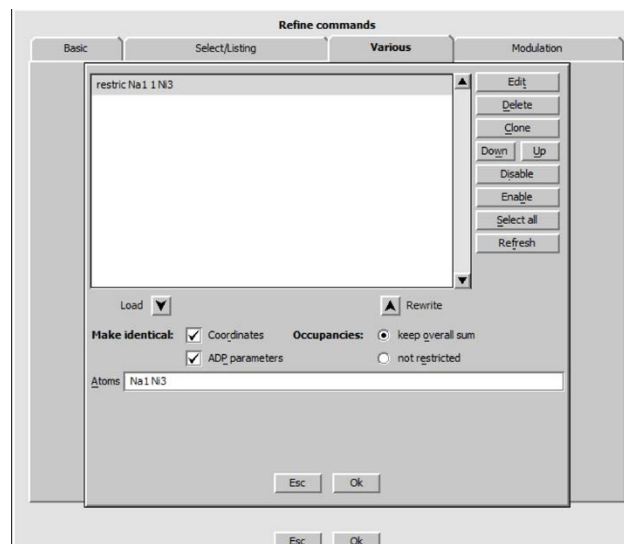 Refine commands
Basic Select/Listing Various Modulation
restric Na1 1 Ni3
Edit
Delete
Clone
Down Up
Disable
Enable
Select all
Refresh
Load Rewrite
Make identical: Coordinates Occupancies: keep overall sum
ADP parameters not restricted
Atoms Na1 Ni3
Esc Ok
Esc Ok